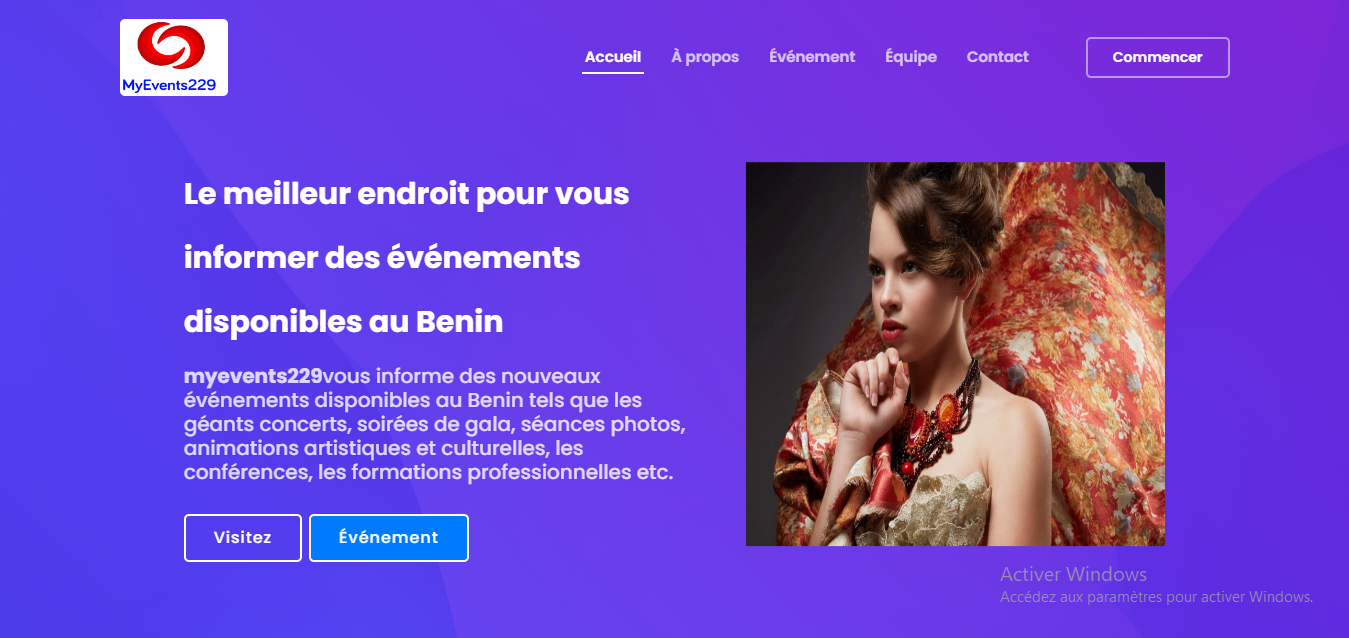 MyEvents229
Accueil À propos Événement Équipe Contact Commencer
Le meilleur endroit pour vous
informer des événements
disponibles au Benin
myevents229vous informe des nouveaux
événements disponibles au Benin tels que les
géants concerts, soirées de gala, séances photos,
animations artistiques et culturelles, les
conférences, les formations professionnelles etc.
Visitez Événement
Activer Windows
Accédez aux paramètres pour activer Windows.